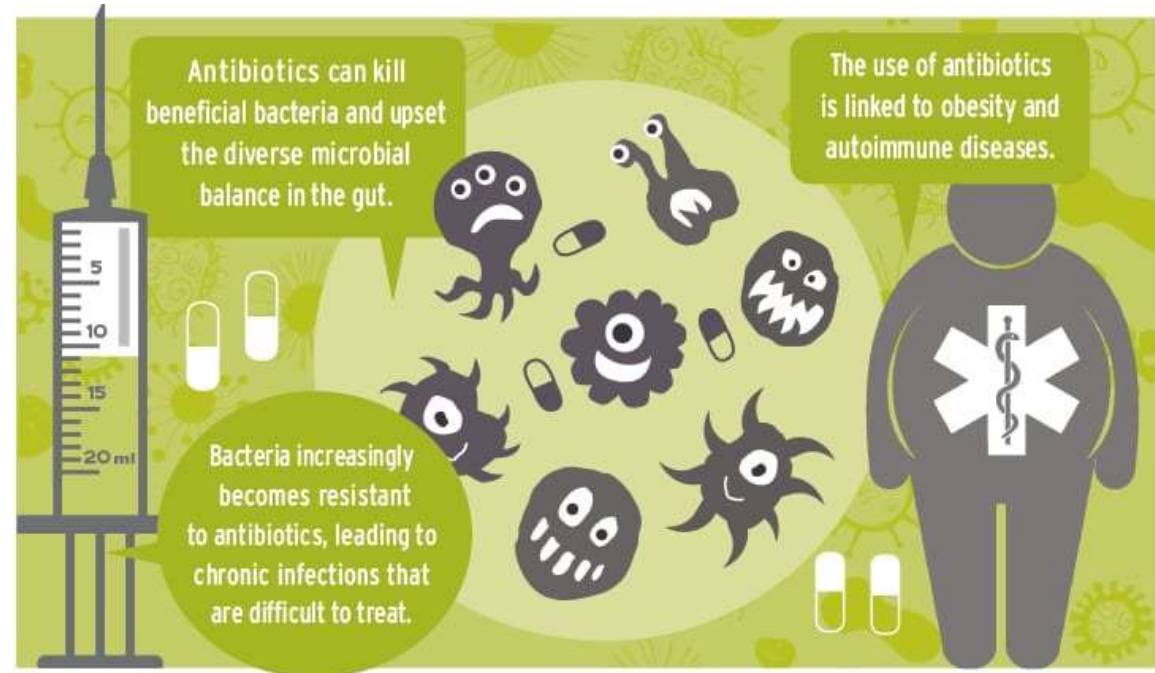 Antibiotics can kill
beneficial bacteria and upset
the diverse microbial
balance in the gut.
The use of antibiotics
is linked to obesity and
autoimmune diseases.
5
10
15
20 ml
Bacteria increasingly
becomes resistant
to antibiotics, leading to
chronic infections that
are difficult to treat.